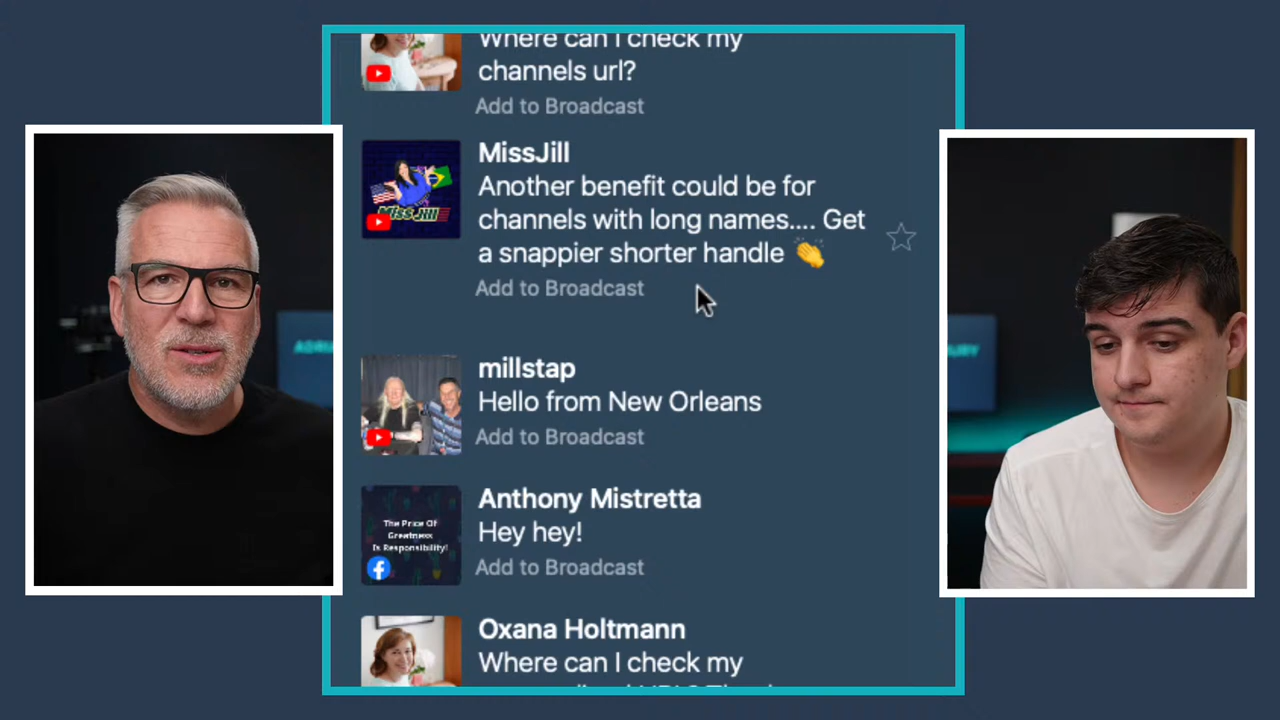 Where can I check my
channels url?
Add to Broadcast
MissJill
Another benefit could be for
channels with long names.... Get
a snappier shorter handle 👏
Add to Broadcast
Miss Jill
millstap
Hello from New Orleans
Add to Broadcast
Anthony Mistretta
Hey hey!
Add to Broadcast
The Price Of
Greatness
Is Responsibility!
Oxana Holtmann
Where can I check my